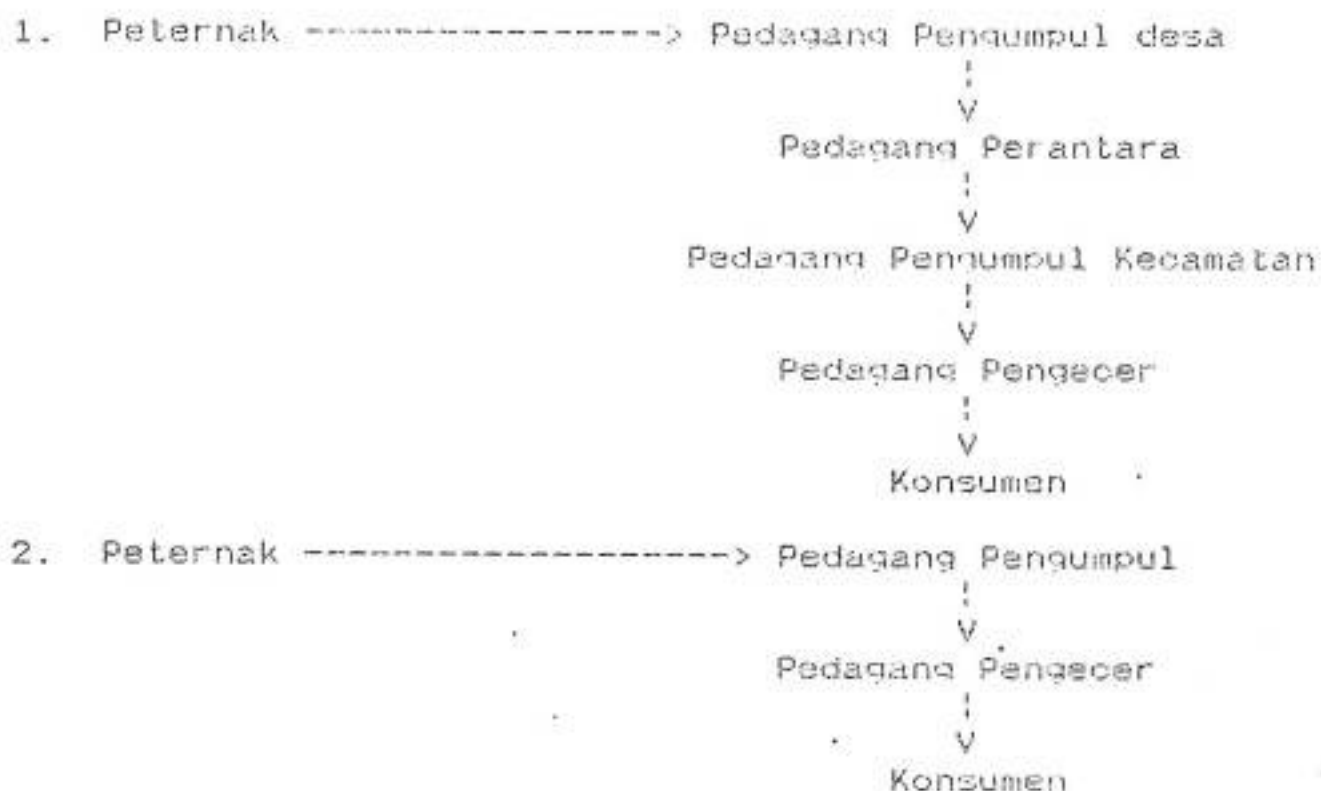 1. Peternak ----------------> Pedagang Pengumpul desa
Pedagang Perantara
Pedagang Pengumpul Kecamatan
Pedagang Pengecer
Konsumen
2. Peternak -------------------> Pedagang Pengumpul
Pedagang Pengecer
Konsumen